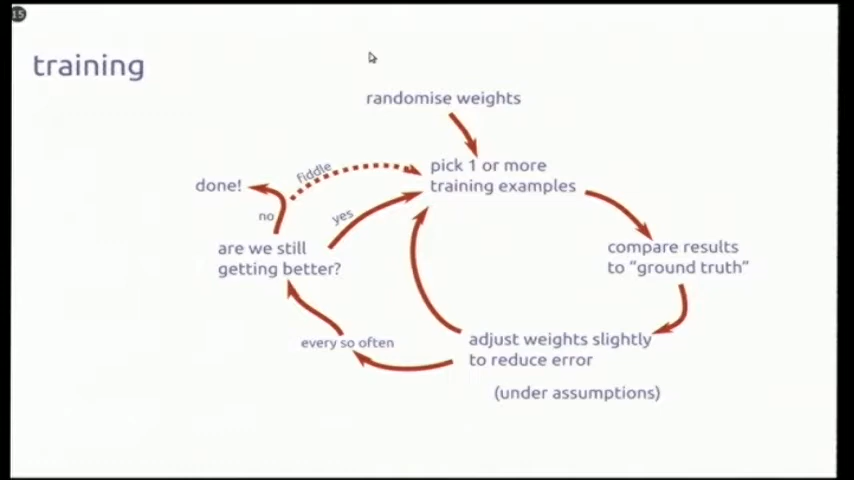 15
training
randomise weights
pick 1 or more
training examples
fiddle
done!
no
yes
are we still
getting better?
compare results
to “ground truth”
every so often
adjust weights slightly
to reduce error
(under assumptions)